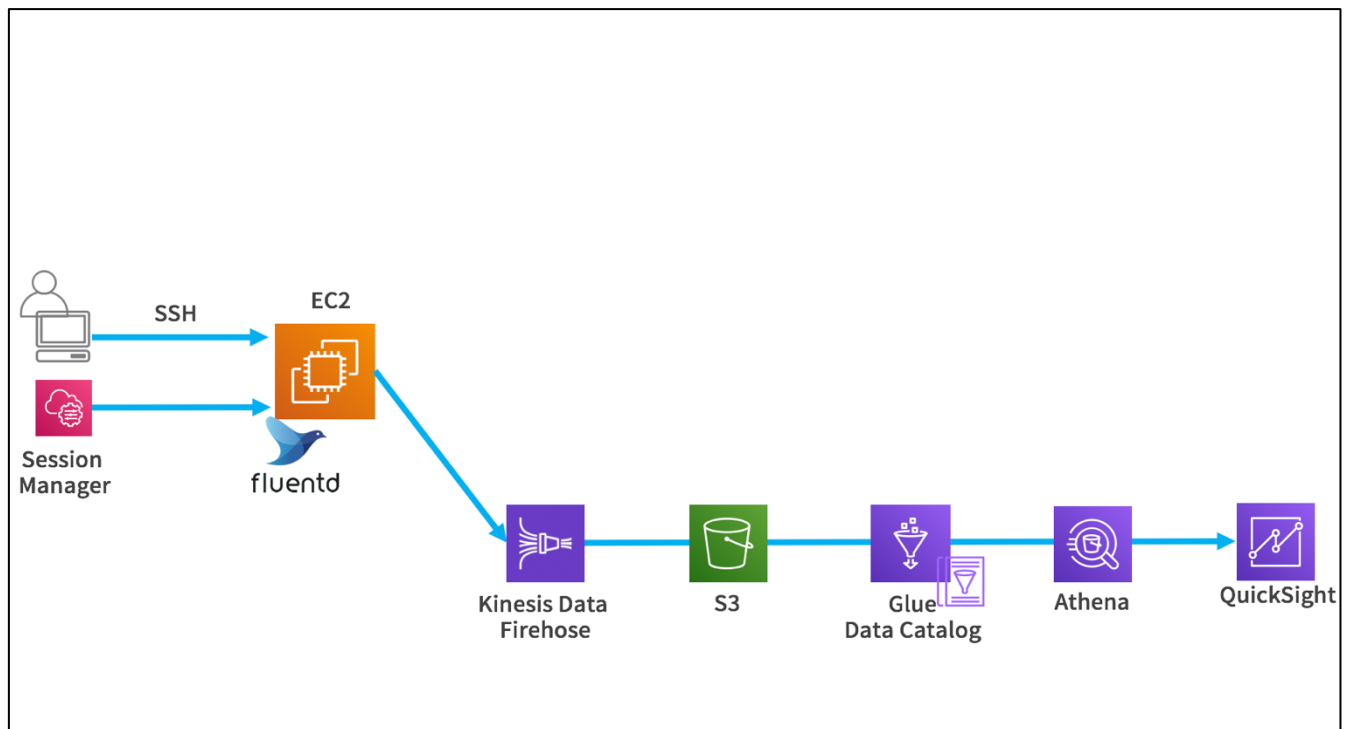 SSH
EC2
Session
Manager
fluentd
Kinesis Data
Firehose
S3
Glue
Data Catalog
Athena
QuickSight